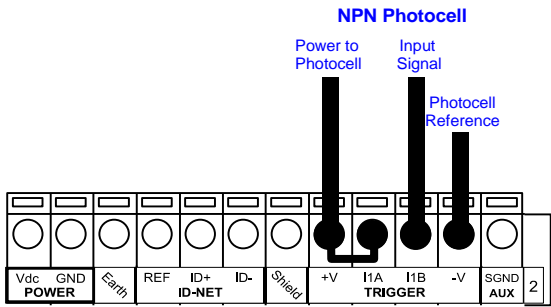 NPN Photocell
Power to
Photocell
Input
Signal
Photocell
Reference
Vdc GND Earth REF ID+ ID- Shield +V I1A I1B -V SGND 2
POWER ID-NET TRIGGER AUX